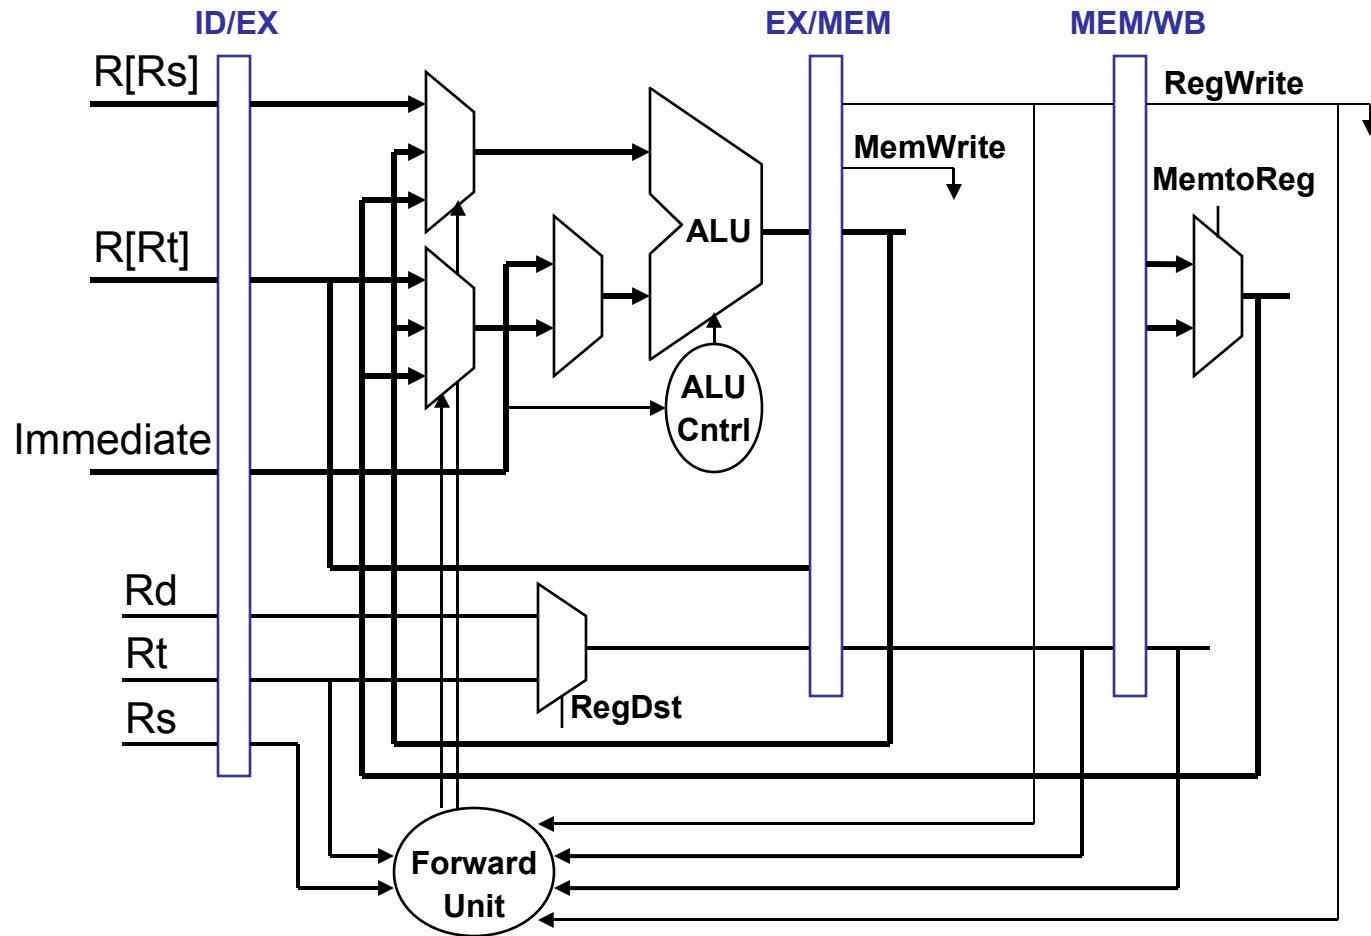 ID/EX
EX/MEM
MEM/WB
R[Rs]
RegWrite
MemWrite
MemtoReg
R[Rt]
ALU
ALU
Cntrl
Immediate
Rd
Rt
RegDst
Rs
Forward
Unit